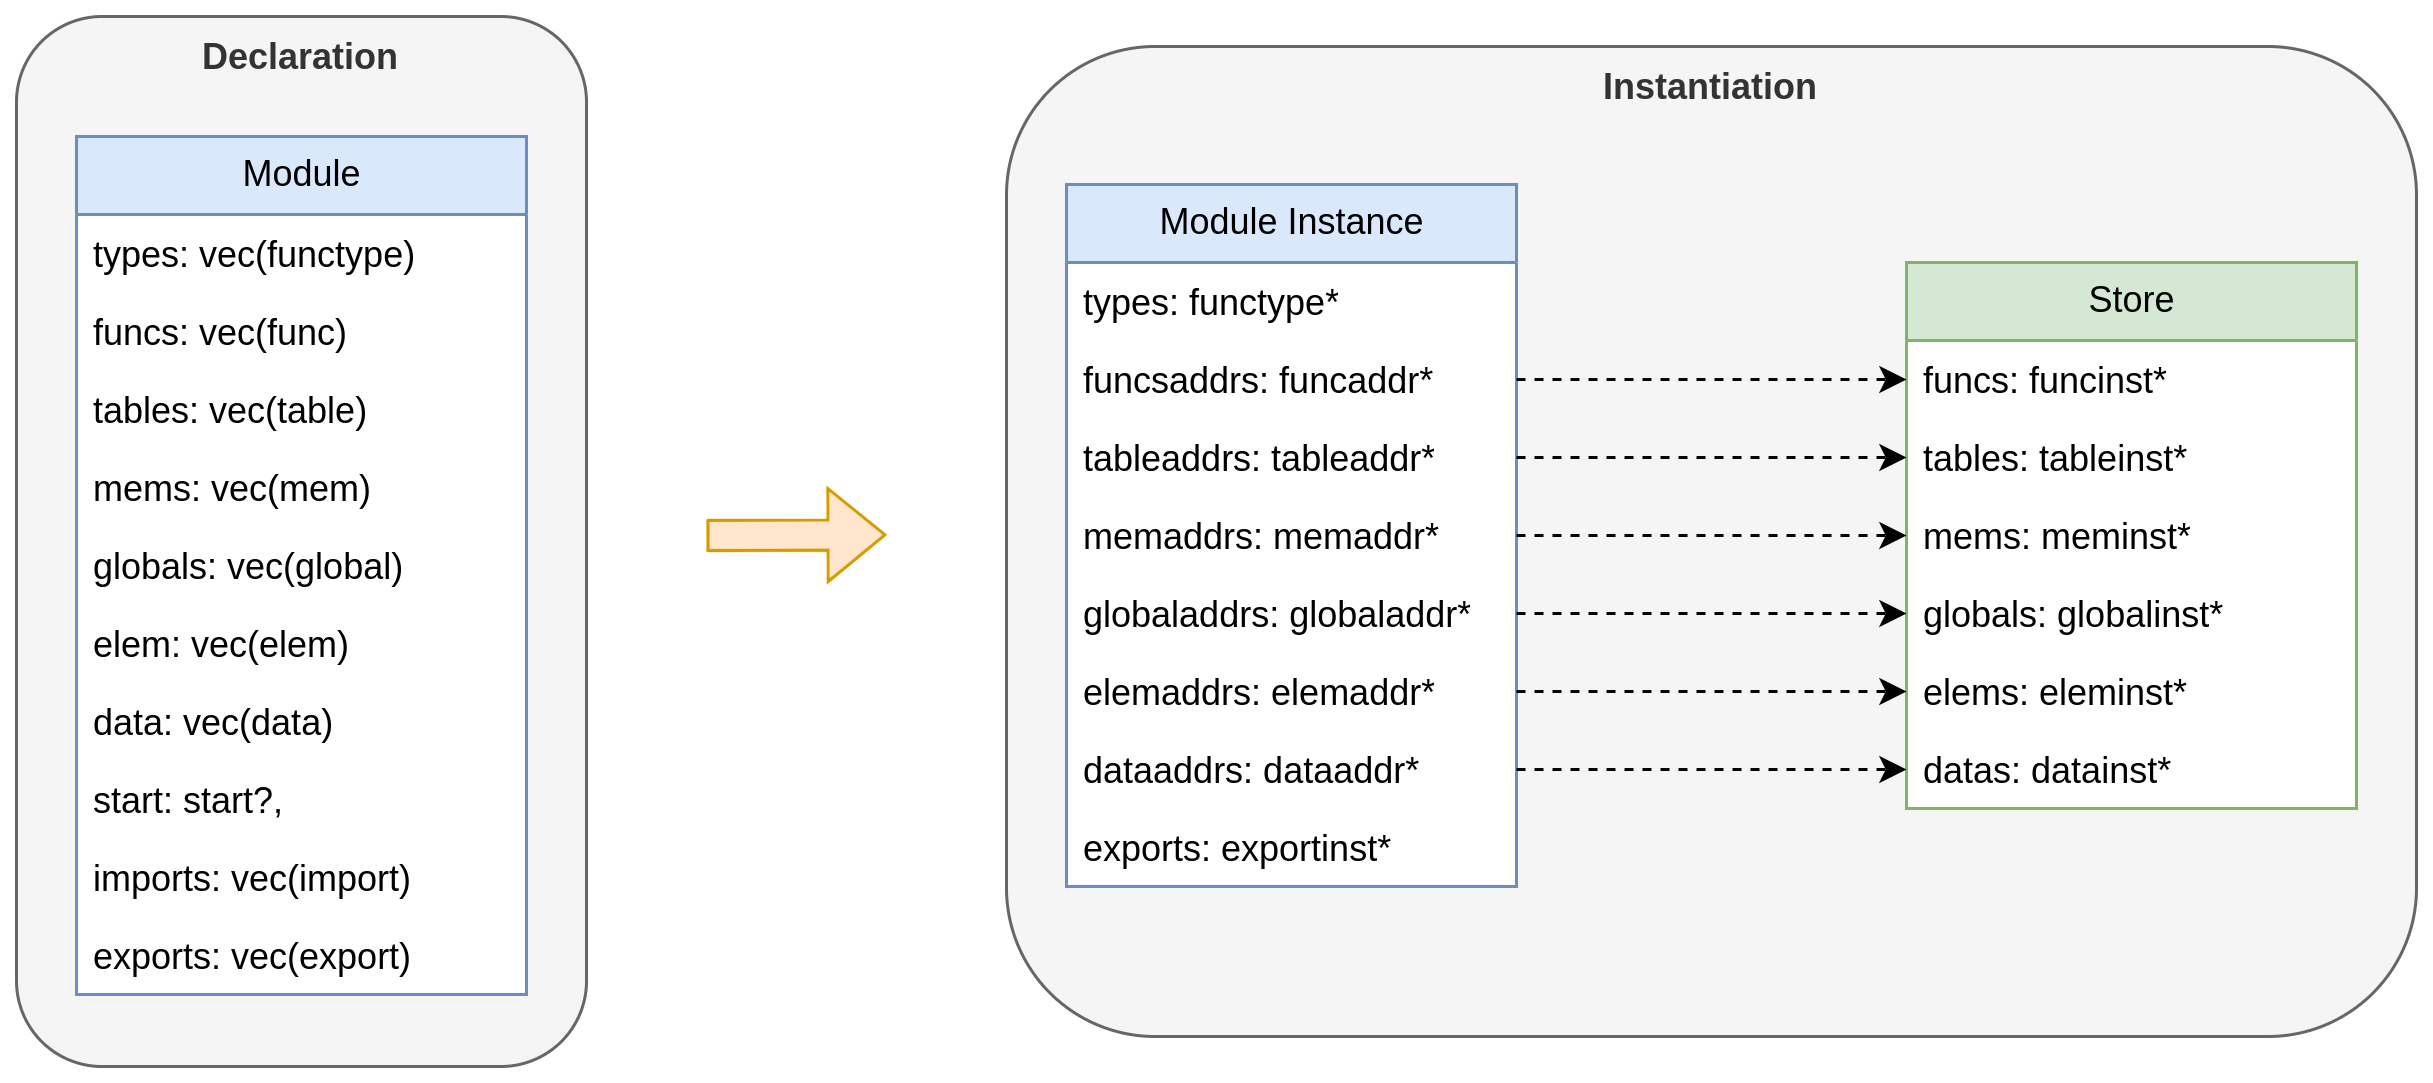 Declaration
Module
types: vec(functype)
funcs: vec(func)
tables: vec(table)
mems: vec(mem)
globals: vec(global)
elem: vec(elem)
data: vec(data)
start: start?,
imports: vec(import)
exports: vec(export)
Instantiation
Module Instance
types: functype*
funcsaddrs: funcaddr*
tableaddrs: tableaddr*
memaddrs: memaddr*
globaladdrs: globaladdr*
elemaddrs: elemaddr*
dataaddrs: dataaddr*
exports: exportinst*
Store
funcs: funcinst*
tables: tableinst*
mems: meminst*
globals: globalinst*
elems: eleminst*
datas: datainst*